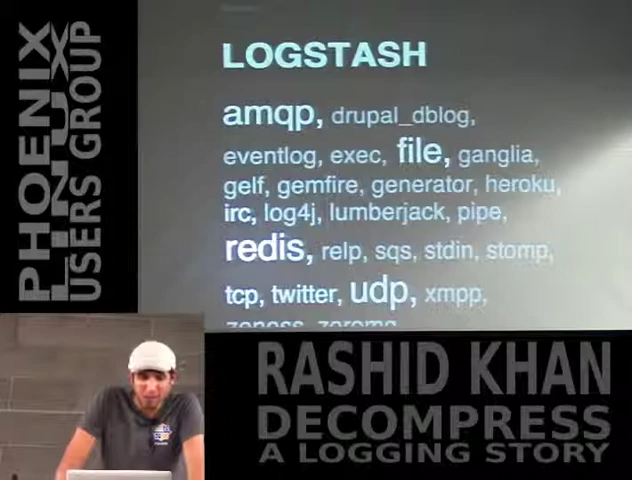 PHOENIX
LINUX
USERS GROUP
LOGSTASH
amqp, drupal_dblog,
eventlog, exec, file, ganglia,
gelf, gemfire, generator, heroku,
irc, log4j, lumberjack, pipe,
redis, relp, sqs, stdin, stomp,
tcp, twitter, udp, xmpp,
RASHID KHAN
DECOMPRESS
A LOGGING STORY